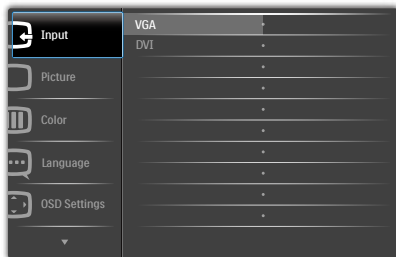 Input
VGA
DVI
Picture
Color
Language
OSD Settings